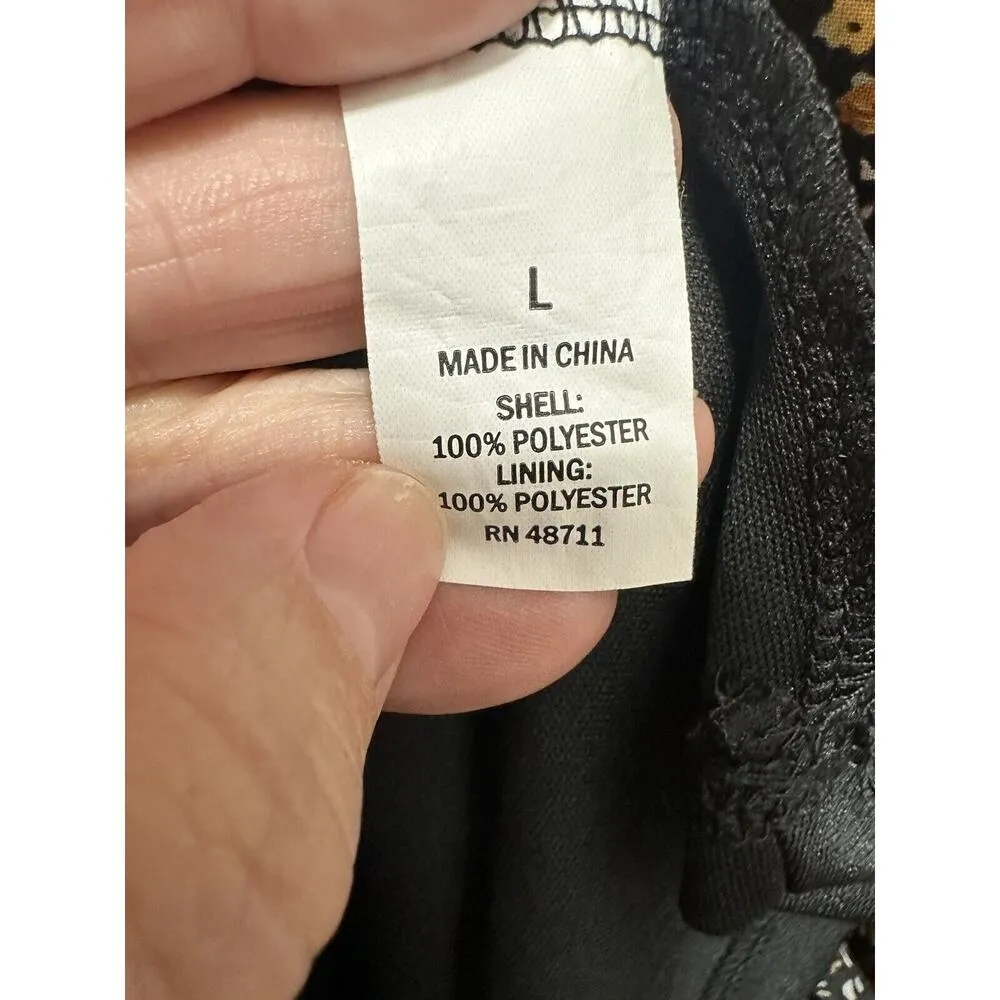 L
MADE IN CHINA
SHELL:
100% POLYESTER
LINING:
100% POLYESTER
RN 48711